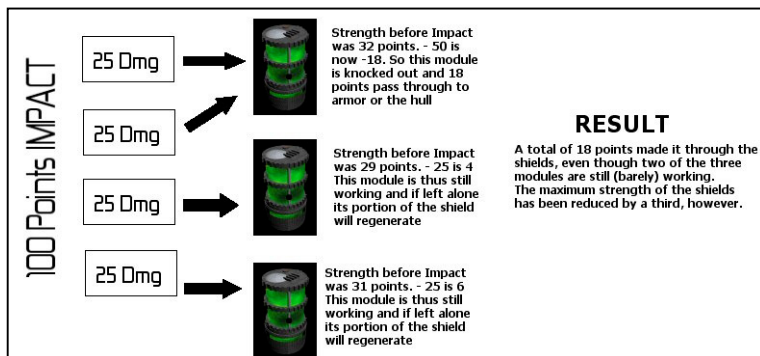 100 Points IMPACT
25 Dmg
25 Dmg
25 Dmg
25 Dmg
Strength before Impact
was 32 points. - 50 is
now -18. So this module
is knocked out and 18
points pass through to
armor or the hull
Strength before Impact
was 29 points. - 25 is 4
This module is thus still
working and if left alone
its portion of the shield
will regenerate
Strength before Impact
was 31 points. - 25 is 6
This module is thus still
working and if left alone
its portion of the shield
will regenerate
RESULT
A total of 18 points made it through the
shields, even though two of the three
modules are still (barely) working.
The maximum strength of the shields
has been reduced by a third, however.